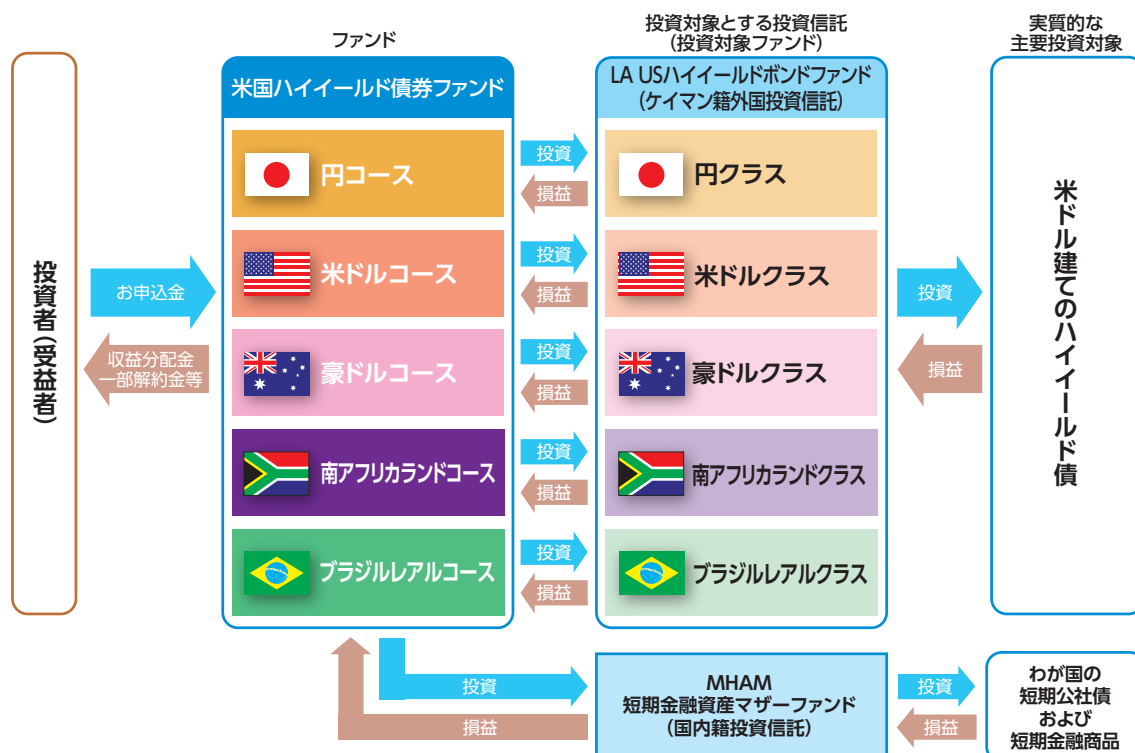 ファンド
投資対象とする投資信託
(投資対象ファンド)
実質的な
主要投資対象
投資者(受益者)
お申込金
収益分配金
一部解約金等
米国ハイイールド債券ファンド
円コース
米ドルコース
豪ドルコース
南アフリカランドコース
ブラジルレアルコース
投資
損益
投資
損益
投資
損益
投資
損益
投資
損益
LA USハイイールドボンドファンド
(ケイマン籍外国投資信託)
円クラス
米ドルクラス
豪ドルクラス
南アフリカランドクラス
ブラジルレアルクラス
投資
損益
米ドル建てのハイイールド債
投資
損益
MHAM
短期金融資産マザーファンド
(国内籍投資信託)
投資
損益
わが国の
短期公社債
および
短期金融商品